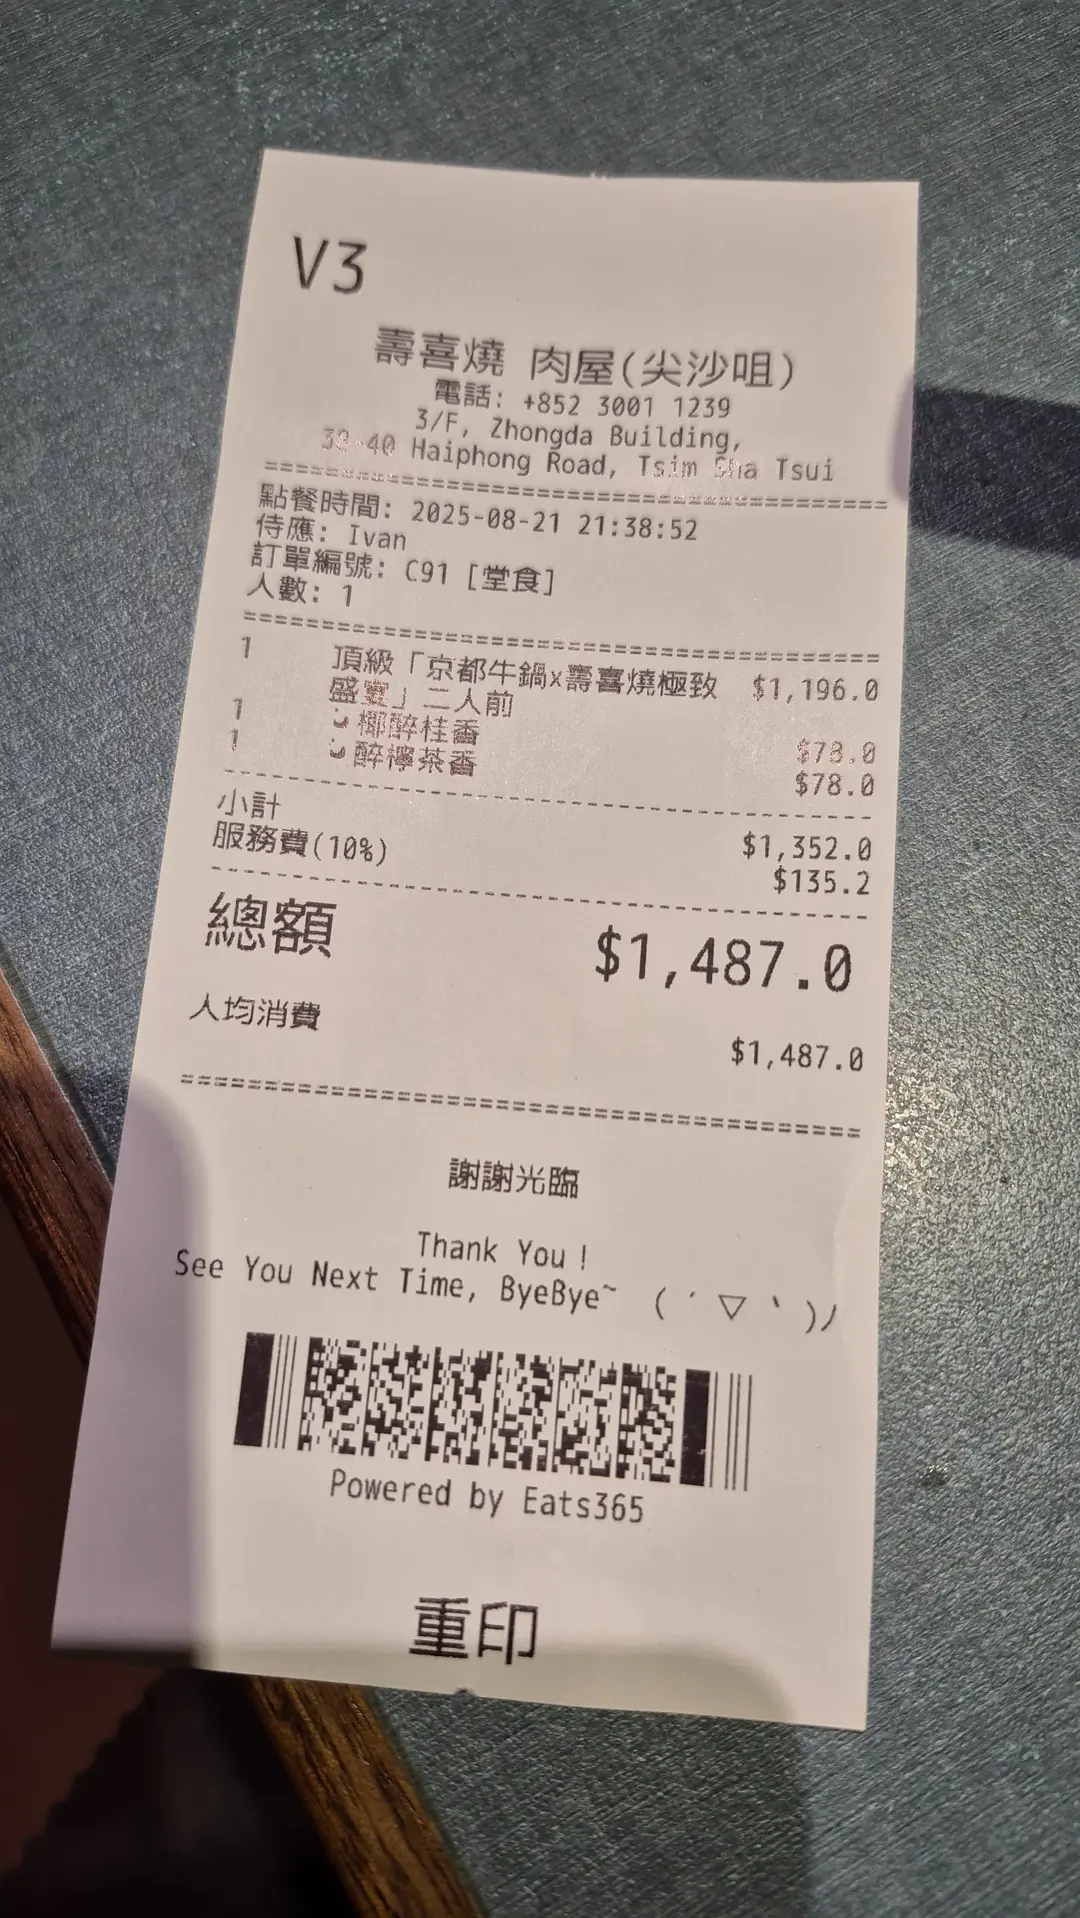 V3
壽喜燒 肉屋(尖沙咀)
電話: +852 3001 1239
3/F, Zhongda Building,
38-40 Haiphong Road, Tsim Sha Tsui
點餐時間: 2025-08-21 21:38:52
侍應: Ivan
訂單編號: C91 [堂食]
人數: 1
1 頂級「京都牛鍋x壽喜燒極致 $1,196.0
盛宴」二人前
1 椰醉桂香 $78.0
1 醉檸茶香 $78.0
小計 $1,352.0
服務費(10%) $135.2
總額 $1,487.0
人均消費 $1,487.0
謝謝光臨
Thank You!
See You Next Time, ByeBye~ ( ´ ▽ ` )ﾉ
Powered by Eats365
重印